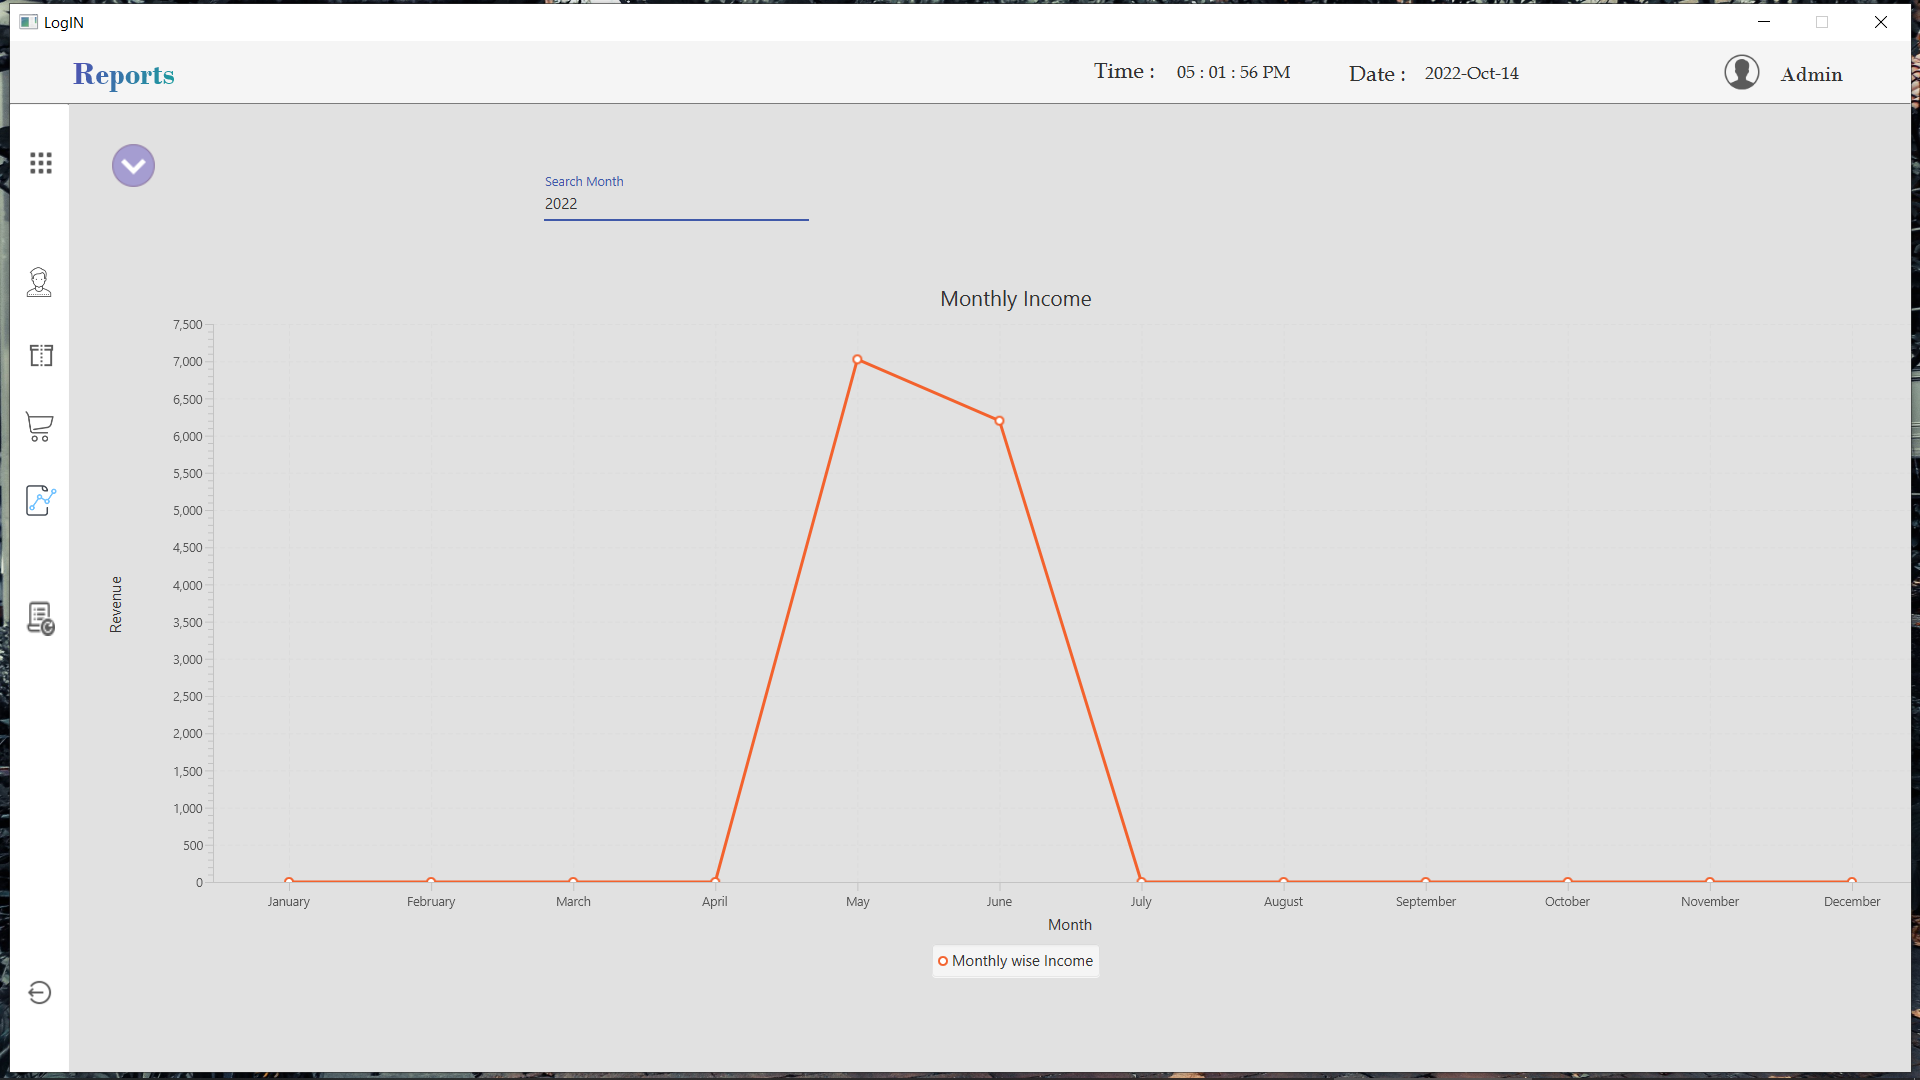 LogIN
Reports
Time : 05 : 01 : 56 PM
Date : 2022-Oct-14
Admin
Search Month
2022
Monthly Income
7,500
7,000
6,500
6,000
5,500
5,000
4,500
4,000
3,500
3,000
2,500
2,000
1,500
1,000
500
0
Revenue
January February March April May June July August September October November December
Month
Monthly wise Income